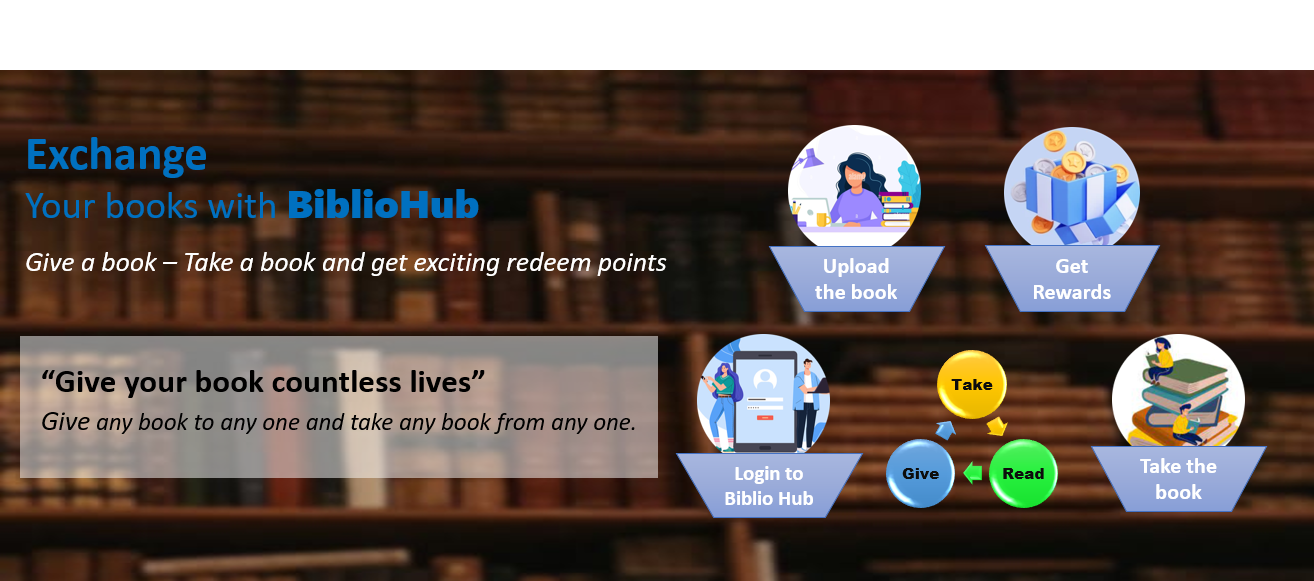 Exchange
Your books with BiblioHub
Give a book – Take a book and get exciting redeem points
“Give your book countless lives”
Give any book to any one and take any book from any one.
Upload
the book
Get
Rewards
Login to
Biblio Hub
Take
Read
Give
Take the
book